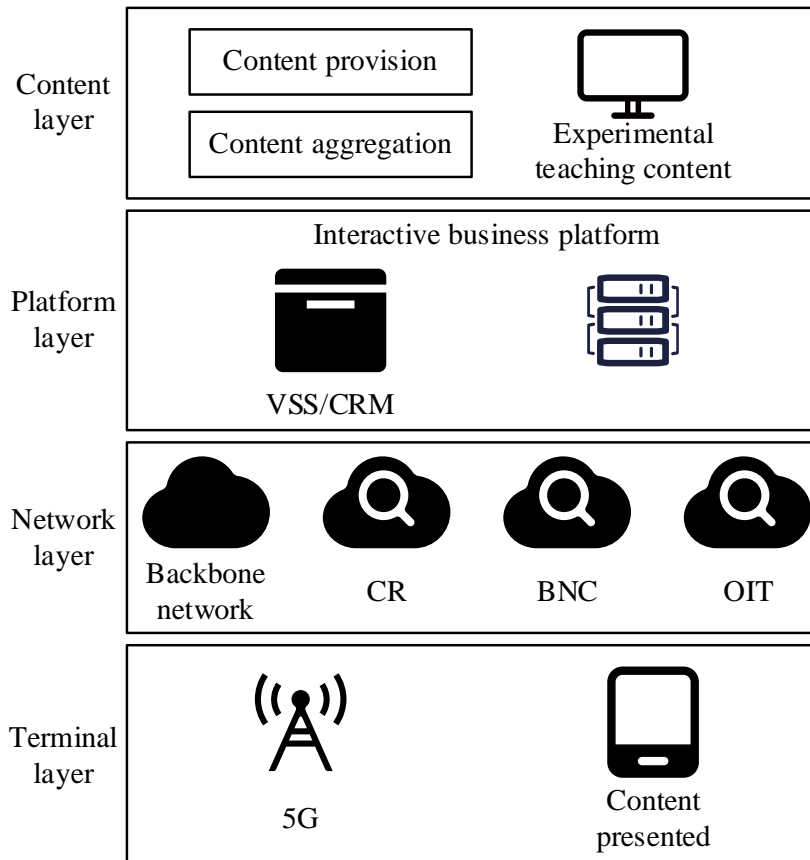 Content
layer
Content provision
Content aggregation
Experimental
teaching content
Platform
layer
Interactive business platform
VSS/CRM
Network
layer
Backbone
network
CR
BNC
OIT
Terminal
layer
5G
Content
presented